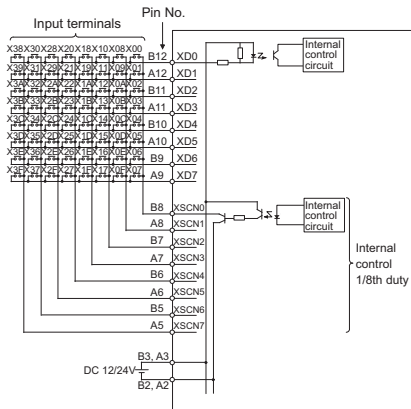 Input terminals
Pin No.
X38 X30 X28 X20 X18 X10 X08 X00
B12 XD0
X39 X31 X29 X21 X19 X11 X09 X01
A12 XD1
X3A X32 X2A X22 X1A X12 X0A X02
B11 XD2
X3B X33 X2B X23 X1B X13 X0B X03
A11 XD3
X3C X34 X2C X24 X1C X14 X0C X04
B10 XD4
X3D X35 X2D X25 X1D X15 X0D X05
A10 XD5
X3E X36 X2E X26 X1E X16 X0E X06
B9 XD6
X3F X37 X2F X27 X1F X17 X0F X07
A9 XD7
Internal
control
circuit
B8 XSCN0
A8 XSCN1
B7 XSCN2
A7 XSCN3
B6 XSCN4
A6 XSCN5
B5 XSCN6
A5 XSCN7
Internal
control
circuit
Internal
control
1/8th duty
B3, A3
DC 12/24V
B2, A2